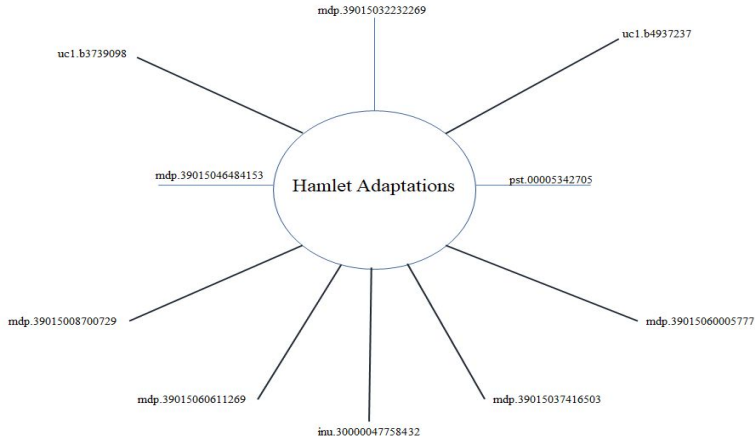 mdp.39015032232269
uc1.b4937237
uc1.b3739098
mdp.39015046484153
Hamlet Adaptations
pst.00005342705
mdp.39015008700729
mdp.39015060005777
mdp.39015060611269
mdp.39015037416503
inu.30000047758432